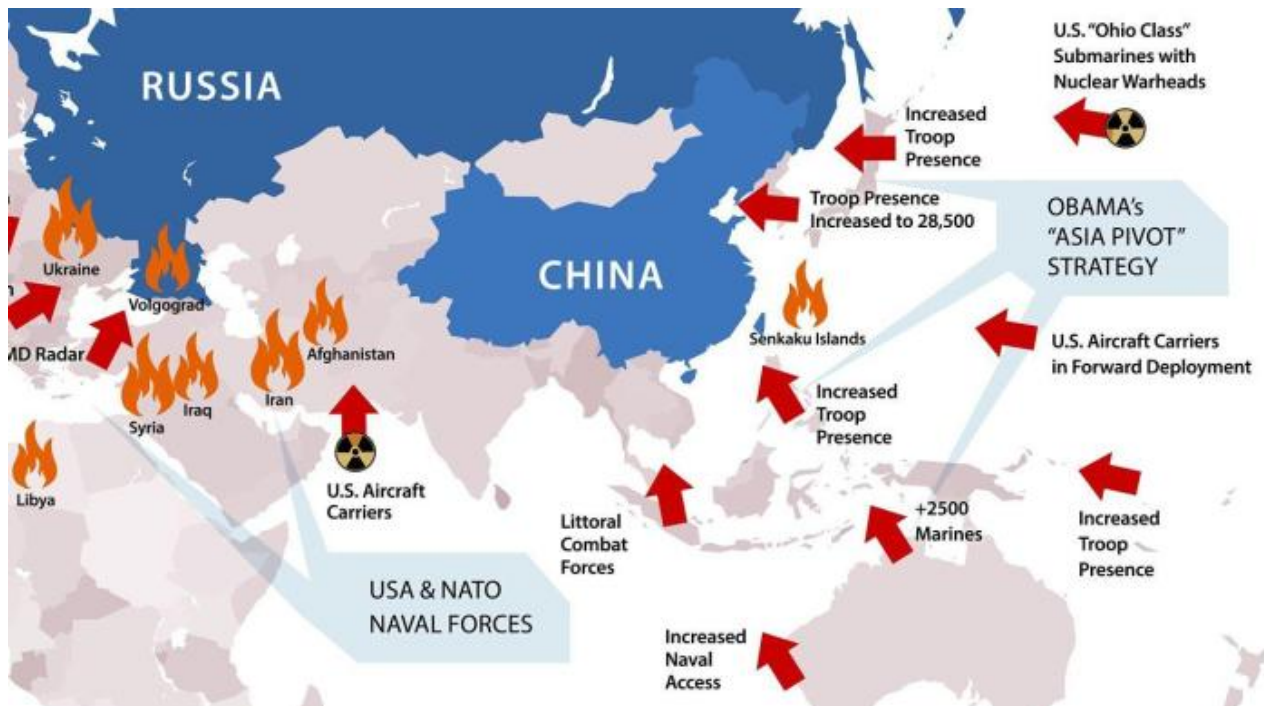 U.S. “Ohio Class”
Submarines with
Nuclear Warheads
RUSSIA
Increased
Troop
Presence
Troop Presence
Increased to 28,500
OBAMA’s
“ASIA PIVOT”
STRATEGY
Ukraine
CHINA
Volgograd
Senkaku Islands
U.S. Aircraft Carriers
in Forward Deployment
MD Radar
Afghanistan
Iran
Iraq
Syria
Increased
Troop
Presence
Libya
U.S. Aircraft
Carriers
Littoral
Combat
Forces
+2500
Marines
Increased
Troop
Presence
USA & NATO
NAVAL FORCES
Increased
Naval
Access